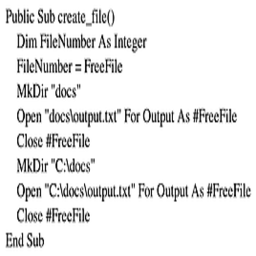 Public Sub create_file()
Dim FileNumber As Integer
FileNumber = FreeFile
MkDir "docs"
Open "docs\output.txt" For Output As #FreeFile
Close #FreeFile
MkDir "C:\docs"
Open "C:\docs\output.txt" For Output As #FreeFile
Close #FreeFile
End Sub